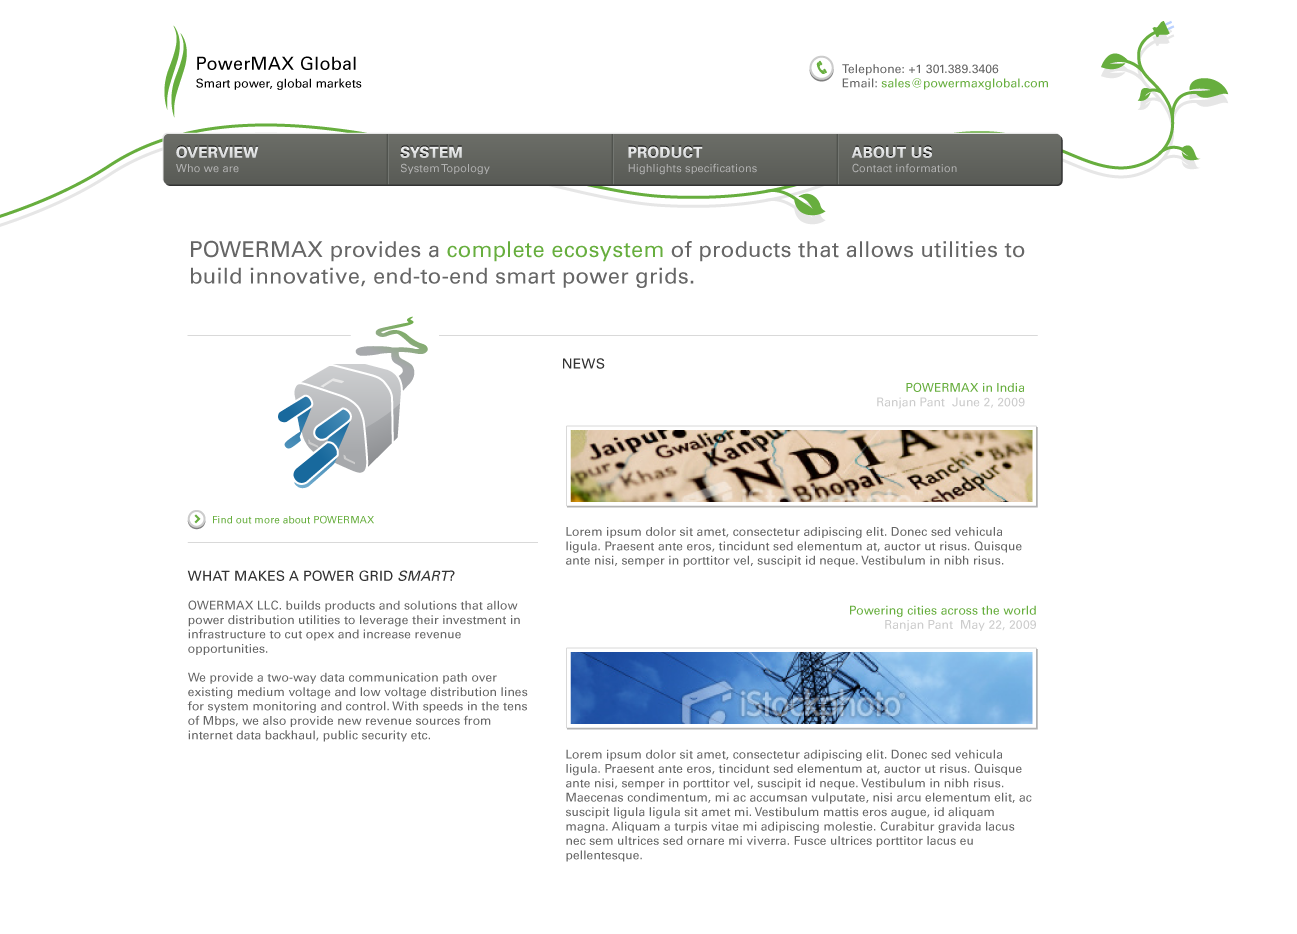 PowerMAX Global
Smart power, global markets
Telephone: +1 301.389.3406
Email: sales@powermaxglobal.com
OVERVIEW
Who we are
SYSTEM
System Topology
PRODUCT
Highlights specifications
ABOUT US
Contact information
POWERMAX provides a complete ecosystem of products that allows utilities to
build innovative, end-to-end smart power grids.
Find out more about POWERMAX
WHAT MAKES A POWER GRID SMART?
OWERMAX LLC. builds products and solutions that allow
power distribution utilities to leverage their investment in
infrastructure to cut opex and increase revenue
opportunities.
We provide a two-way data communication path over
existing medium voltage and low voltage distribution lines
for system monitoring and control. With speeds in the tens
of Mbps, we also provide new revenue sources from
internet data backhaul, public security etc.
NEWS
POWERMAX in India
Ranjan Pant June 2, 2009
Jaipur
Gwalior
Kanpu
Gaya
pur
Khas
INDIA
Ranchi
BAN
Bhopal
shedpur
iStockphoto
Lorem ipsum dolor sit amet, consectetur adipiscing elit. Donec sed vehicula
ligula. Praesent ante eros, tincidunt sed elementum at, auctor ut risus. Quisque
ante nisi, semper in porttitor vel, suscipit id neque. Vestibulum in nibh risus.
Powering cities across the world
Ranjan Pant May 22, 2009
iStockphoto
Lorem ipsum dolor sit amet, consectetur adipiscing elit. Donec sed vehicula
ligula. Praesent ante eros, tincidunt sed elementum at, auctor ut risus. Quisque
ante nisi, semper in porttitor vel, suscipit id neque. Vestibulum in nibh risus.
Maecenas condimentum, mi ac accumsan vulputate, nisi arcu elementum elit, ac
suscipit ligula ligula sit amet mi. Vestibulum mattis eros augue, id aliquam
magna. Aliquam a turpis vitae mi adipiscing molestie. Curabitur gravida lacus
nec sem ultrices sed ornare mi viverra. Fusce ultrices porttitor lacus eu
pellentesque.